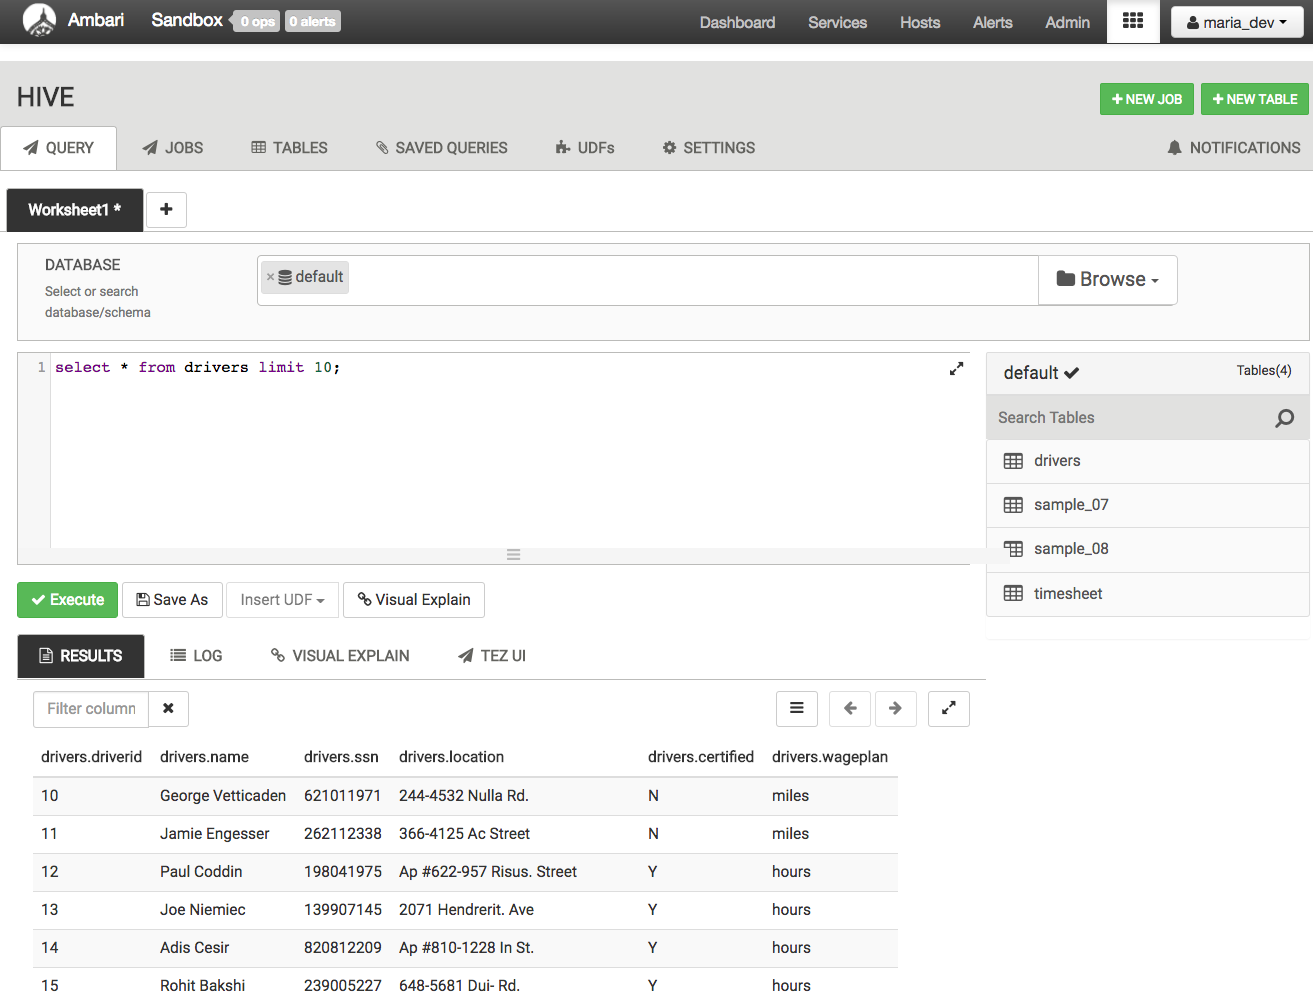 Ambari Sandbox 0 ops 0 alerts Dashboard Services Hosts Alerts Admin maria_dev
HIVE
NEW JOB NEW TABLE
QUERY JOBS TABLES SAVED QUERIES UDFs SETTINGS NOTIFICATIONS
Worksheet1 * +
DATABASE
Select or search
database/schema
× default
Browse
1 select * from drivers limit 10;
default Tables(4)
Search Tables
drivers
sample_07
sample_08
timesheet
Execute Save As Insert UDF Visual Explain
RESULTS LOG VISUAL EXPLAIN TEZ UI
Filter column
drivers.driverid drivers.name drivers.ssn drivers.location drivers.certified drivers.wageplan
10 George Vetticaden 621011971 244-4532 Nulla Rd. N miles
11 Jamie Engesser 262112338 366-4125 Ac Street N miles
12 Paul Coddin 198041975 Ap #622-957 Risus. Street Y hours
13 Joe Niemiec 139907145 2071 Hendrerit. Ave Y hours
14 Adis Cesir 820812209 Ap #810-1228 In St. Y hours
15 Rohit Bakshi 239005227 648-5681 Dui- Rd. Y hours